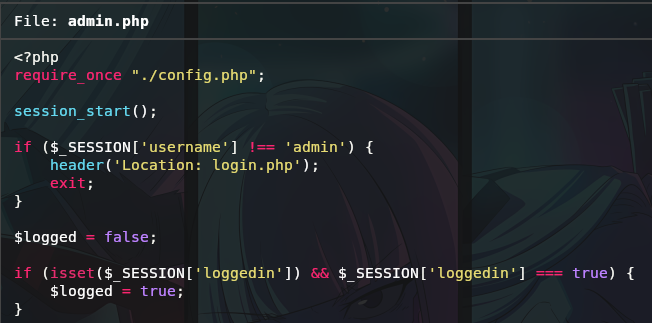 File: admin.php
<?php
require_once "./config.php";
session_start();
if ($_SESSION['username'] !== 'admin') {
    header('Location: login.php');
    exit;
}
$logged = false;
if (isset($_SESSION['loggedin']) && $_SESSION['loggedin'] === true) {
    $logged = true;
}